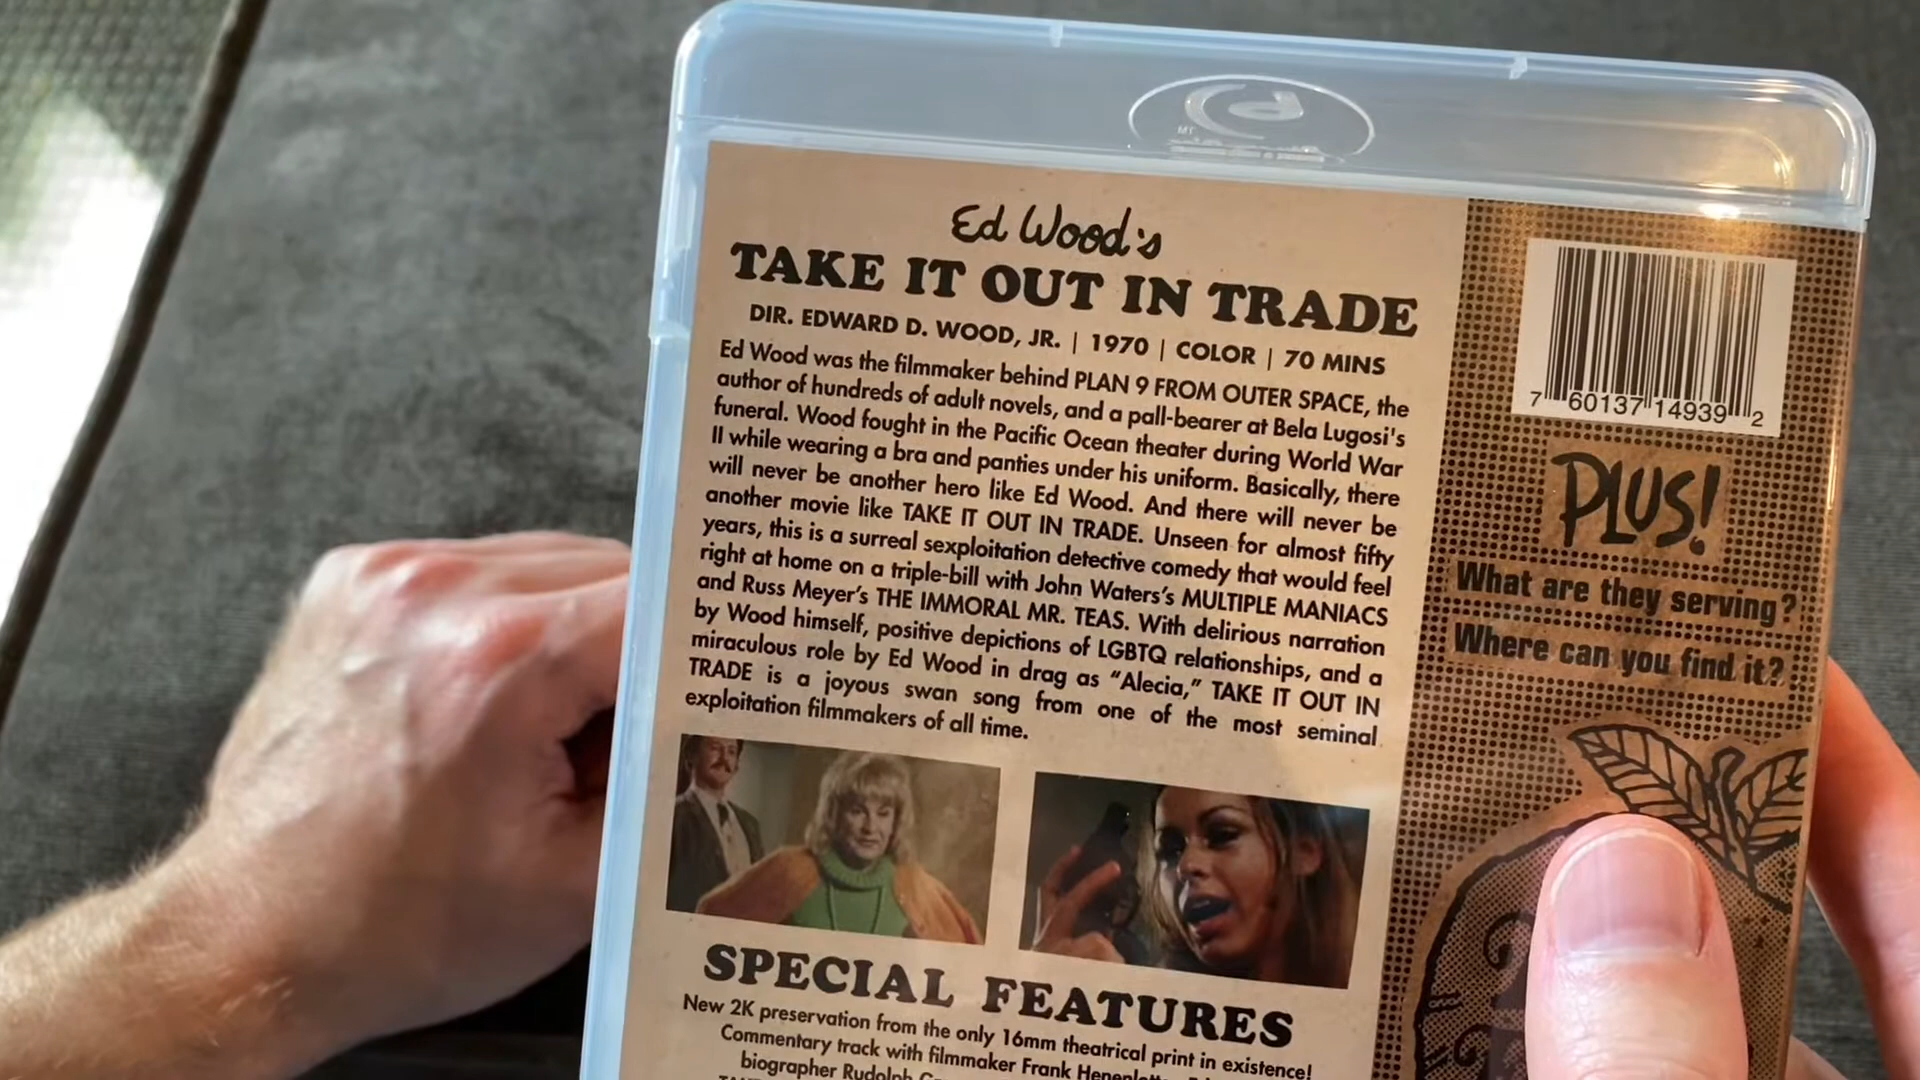 Ed Wood's
TAKE IT OUT IN TRADE
DIR. EDWARD D. WOOD, JR. | 1970 | COLOR | 70 MINS
Ed Wood was the filmmaker behind PLAN 9 FROM OUTER SPACE, the
author of hundreds of adult novels, and a pall-bearer at Bela Lugosi's
funeral. Wood fought in the Pacific Ocean theater during World War
II while wearing a bra and panties under his uniform. Basically, there
will never be another hero like Ed Wood. And there will never be
another movie like TAKE IT OUT IN TRADE. Unseen for almost fifty
years, this is a surreal sexploitation detective comedy that would feel
right at home on a triple-bill with John Waters's MULTIPLE MANIACS
and Russ Meyer's THE IMMORAL MR. TEAS. With delirious narration
by Wood himself, positive depictions of LGBTQ relationships, and a
miraculous role by Ed Wood in drag as "Alecia," TAKE IT OUT IN
TRADE is a joyous swan song from one of the most seminal
exploitation filmmakers of all time.
SPECIAL FEATURES
New 2K preservation from the only 16mm theatrical print in existence!
Commentary track with filmmaker Frank
biographer Rudolph
7 60137 14939 2
PLUS!
What are they serving?
Where can you find it?